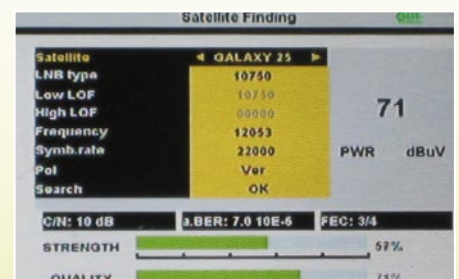 Satellite Finding
Satellite ◄ GALAXY 25 ►
LNB type 10750
Low LOF 10750
High LOF 00000
Frequency 12053
Symb.rate 22000
Pol Ver
Search OK
71
PWR dBuV
C/N: 10 dB a.BER: 7.0 10E-6 FEC: 3/4
STRENGTH 57%
QUALITY 71%